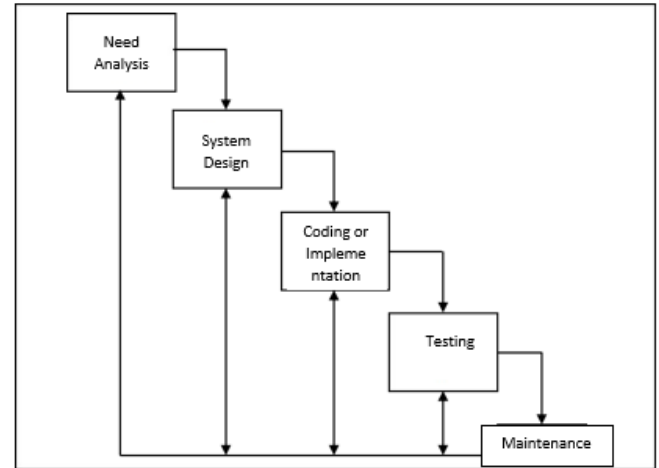 Need
Analysis
System
Design
Coding or
Impleme
ntation
Testing
Maintenance